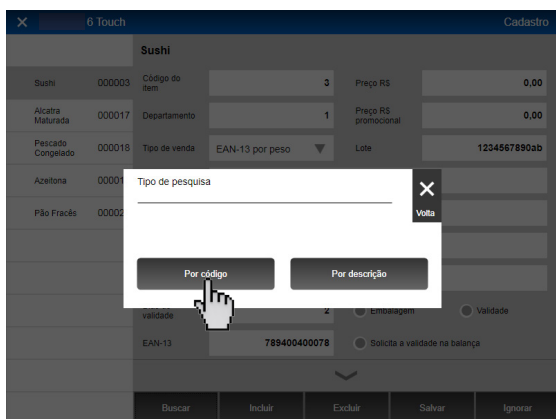 6 Touch
Cadastro
Sushi
Sushi 000003
Código do item 3
Preço R$ 0,00
Alcatra Maturada 000017
Departamento 1
Preço R$ promocional 0,00
Pescado Congelado 000018
Tipo de venda EAN-13 por peso
Lote 1234567890ab
Azeitona
Pão Fracês
Tipo de pesquisa
Volta
Por código
Por descrição
validade 2
Embalagem
Validade
EAN-13 789400400078
Solicita a validade na balança
Buscar
Incluir
Excluir
Salvar
Ignorar